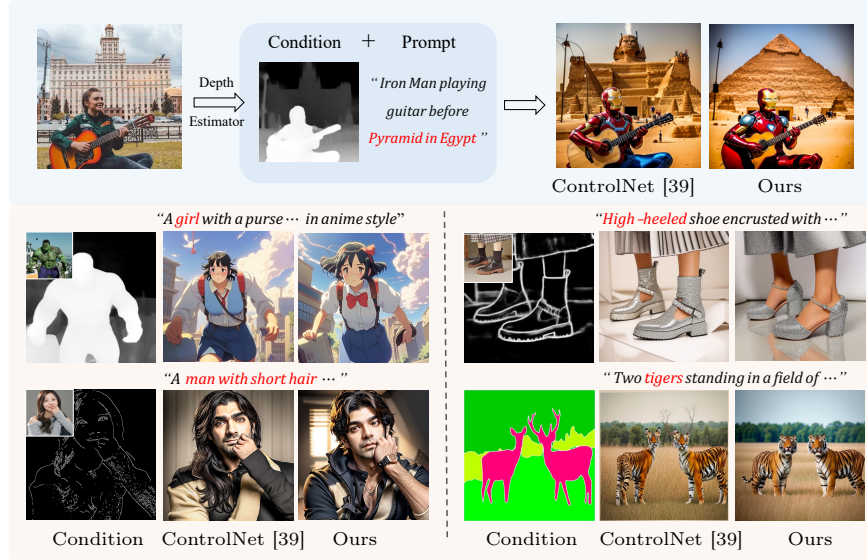 Condition + Prompt
Depth
Estimator
“Iron Man playing
guitar before
Pyramid in Egypt”
ControlNet [39]
Ours
“A girl with a purse ⋯ in anime style”
“High-heeled shoe encrusted with ⋯”
“A man with short hair ⋯ ”
“ Two tigers standing in a field of ⋯”
Condition ControlNet [39] Ours
Condition ControlNet [39] Ours